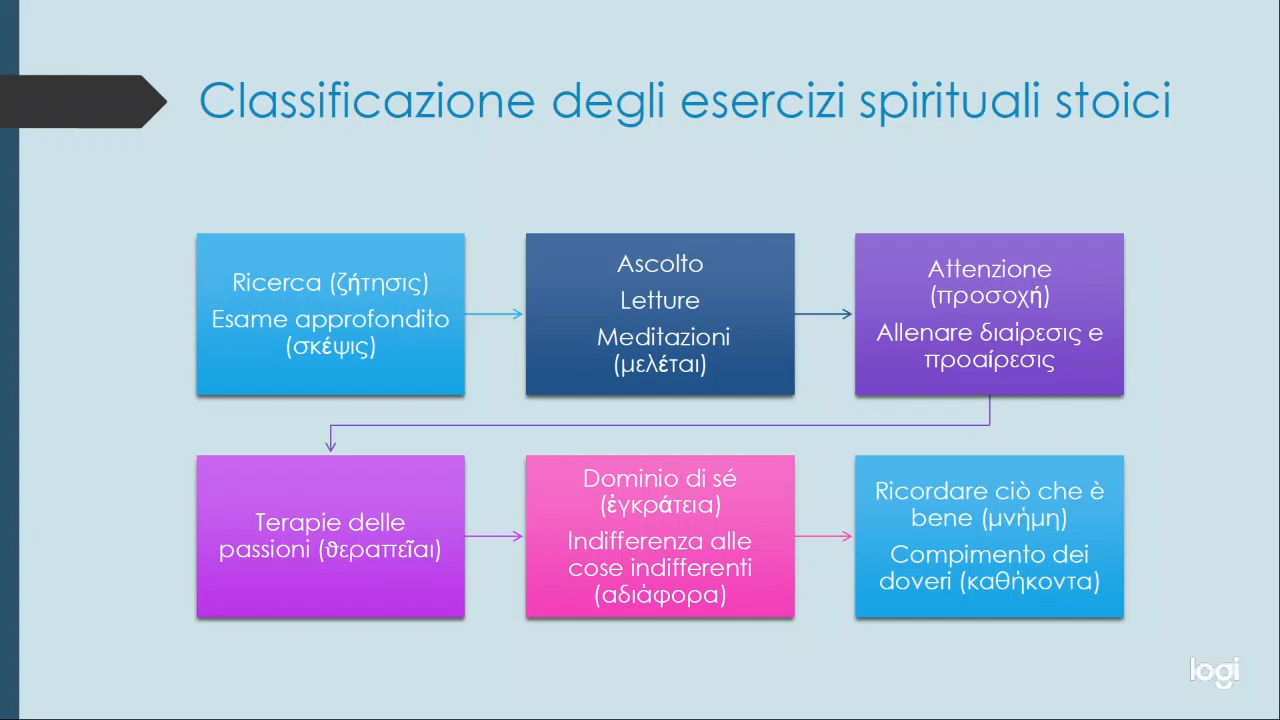 Classificazione degli esercizi spirituali stoici
Ricerca (ζήτησις)
Esame approfondito
(σκέψις)
Ascolto
Letture
Meditazioni
(μελέται)
Attenzione
(προσοχή)
Allenare διαίρεσις e
προαίρεσις
Terapie delle
passioni (θεραπεῖαι)
Dominio di sé
(ἐγκράτεια)
Indifferenza alle
cose indifferenti
(αδιάφορα)
Ricordare ciò che è
bene (μνήμη)
Compimento dei
doveri (καθήκοντα)
logi